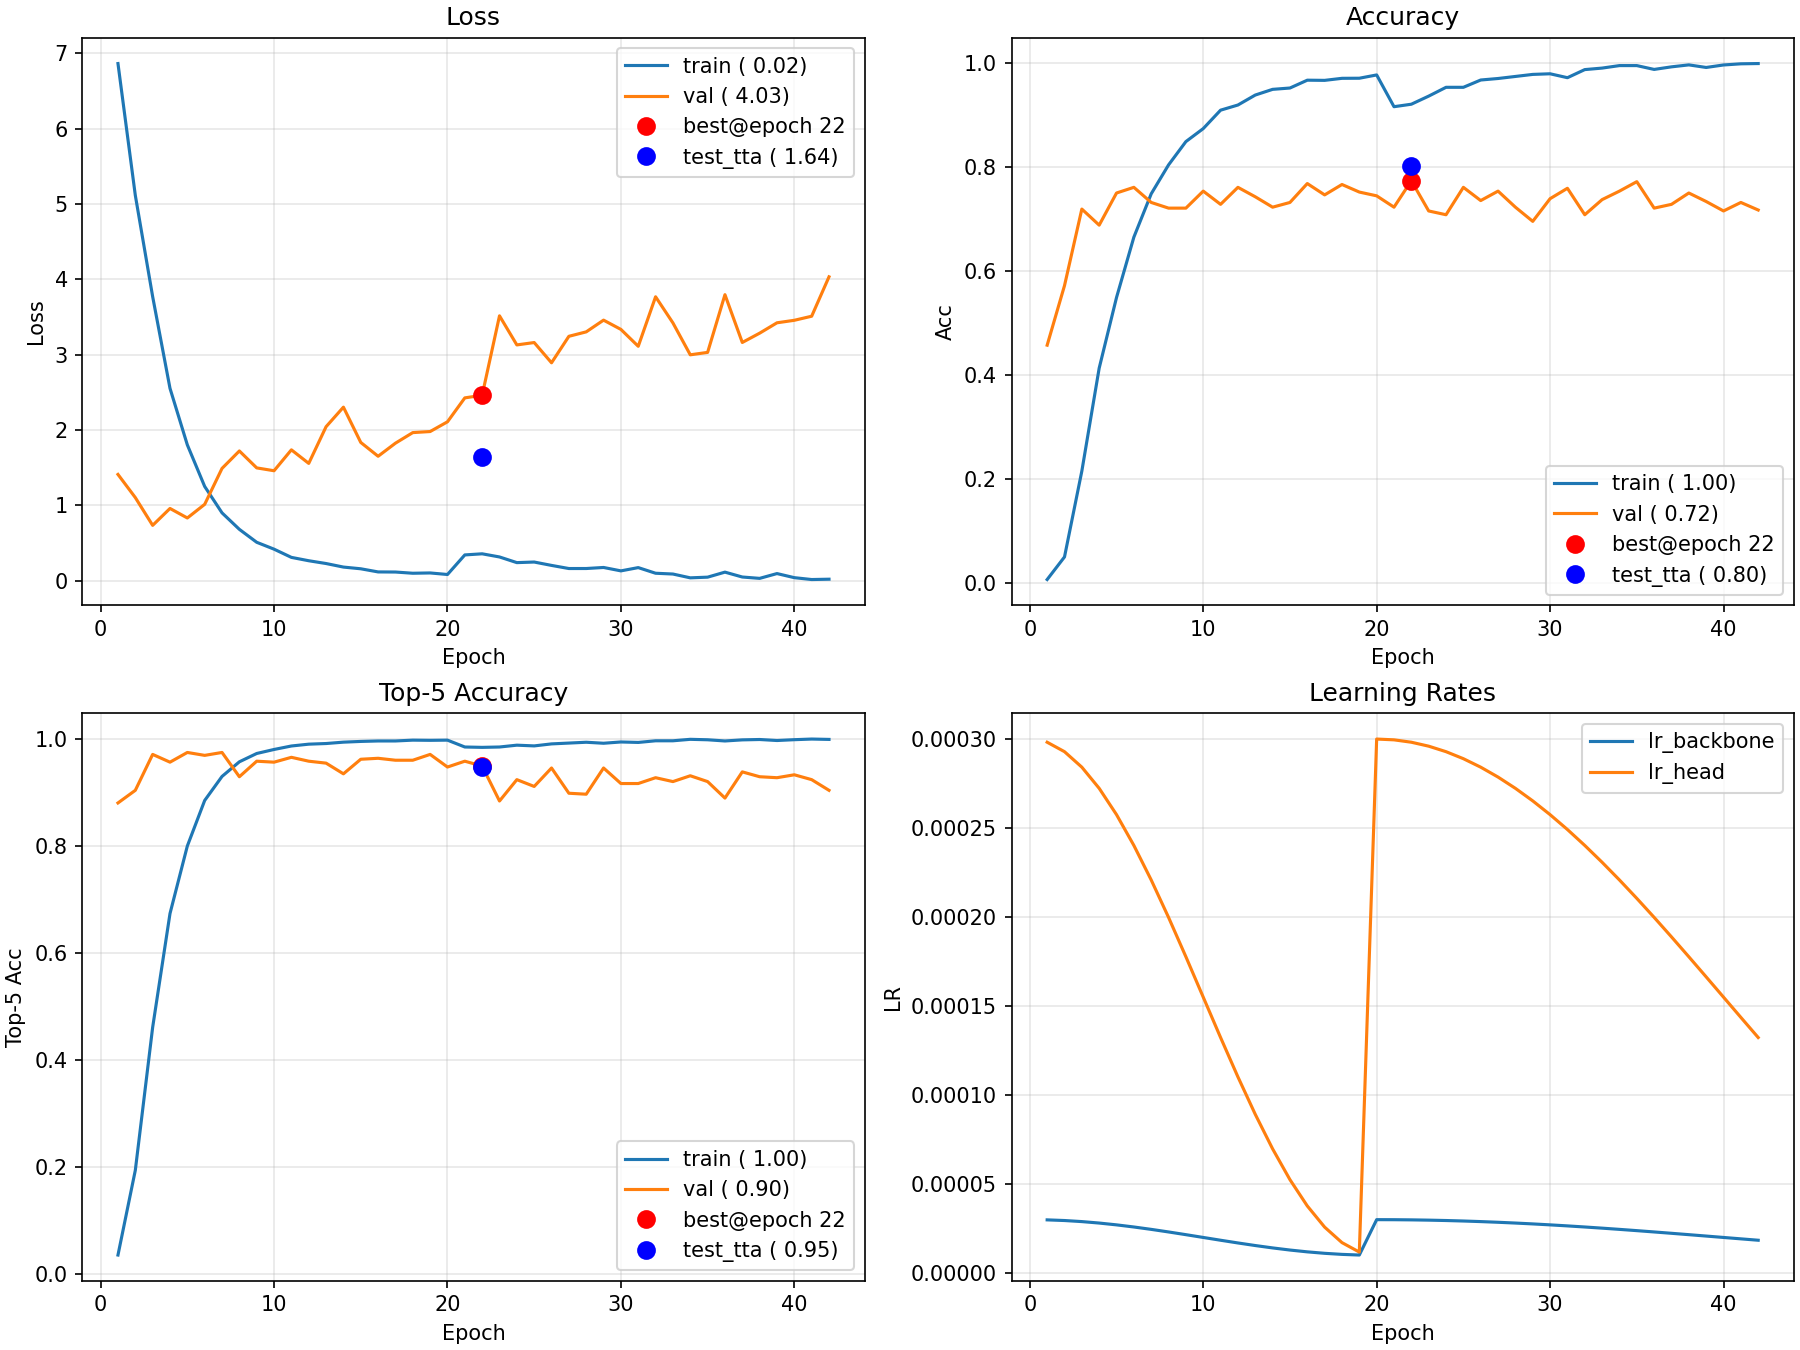 Loss
7
6
5
4
3
2
1
0
Loss
0
10
20
30
40
Epoch
train ( 0.02)
val ( 4.03)
best@epoch 22
test_tta ( 1.64)
Accuracy
1.0
0.8
0.6
0.4
0.2
0.0
Acc
0
10
20
30
40
Epoch
train ( 1.00)
val ( 0.72)
best@epoch 22
test_tta ( 0.80)
Top-5 Accuracy
1.0
0.8
0.6
0.4
0.2
0.0
Top-5 Acc
0
10
20
30
40
Epoch
train ( 1.00)
val ( 0.90)
best@epoch 22
test_tta ( 0.95)
Learning Rates
0.00030
0.00025
0.00020
0.00015
0.00010
0.00005
0.00000
LR
0
10
20
30
40
Epoch
lr_backbone
lr_head